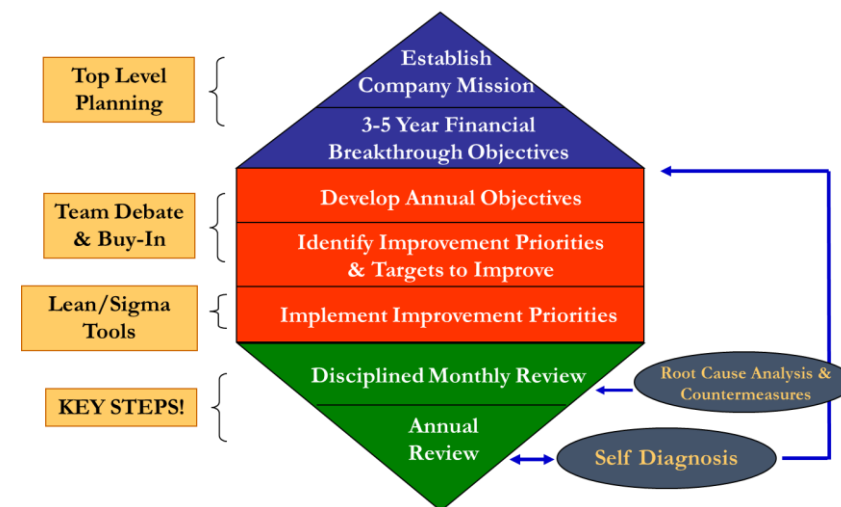 Establish
Company Mission
Top Level
Planning
3-5 Year Financial
Breakthrough Objectives
Develop Annual Objectives
Team Debate
& Buy-In
Identify Improvement Priorities
& Targets to Improve
Lean/Sigma
Tools
Implement Improvement Priorities
Disciplined Monthly Review
Root Cause Analysis &
Countermeasures
KEY STEPS!
Annual
Review
Self Diagnosis